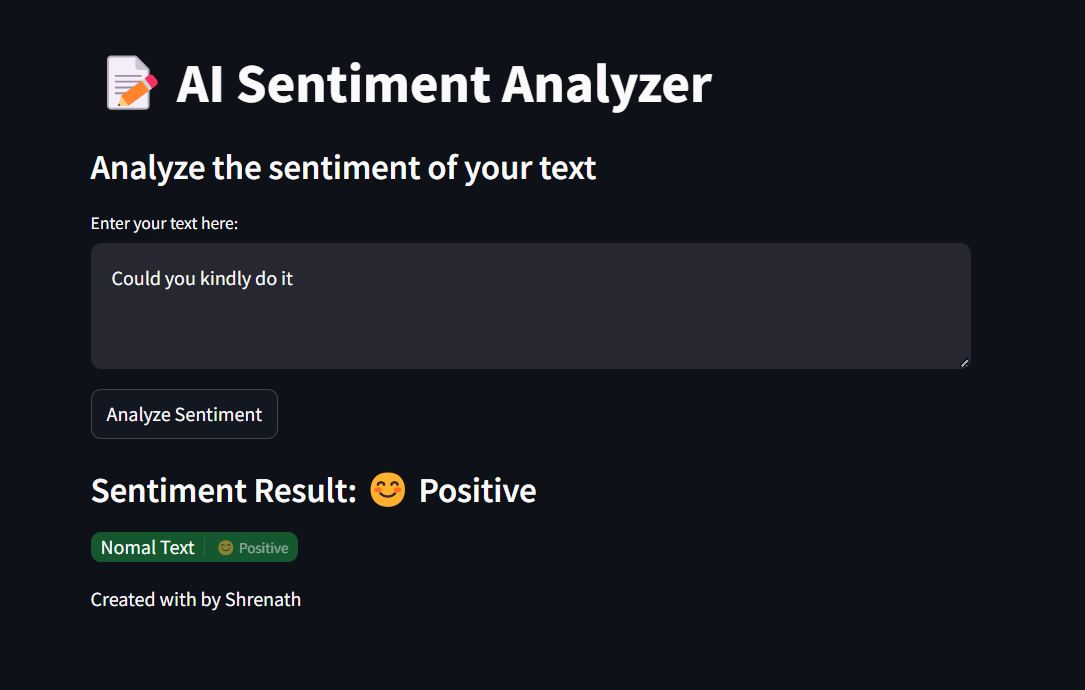 AI Sentiment Analyzer
Analyze the sentiment of your text
Enter your text here:
Could you kindly do it
Analyze Sentiment
Sentiment Result: 😊 Positive
Nomal Text 😊 Positive
Created with by Shrenath